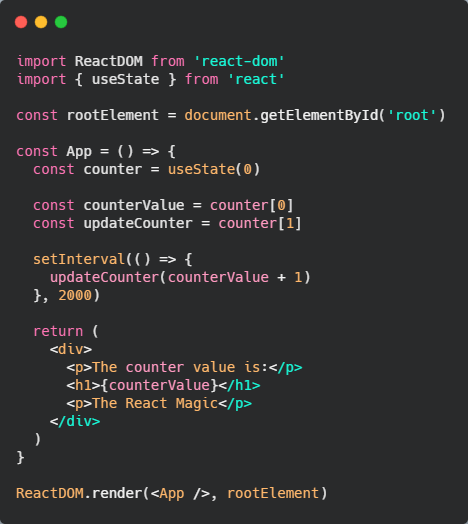 import ReactDOM from 'react-dom'
import { useState } from 'react'
const rootElement = document.getElementById('root')
const App = () => {
const counter = useState(0)
const counterValue = counter[0]
const updateCounter = counter[1]
setInterval(() => {
updateCounter(counterValue + 1)
}, 2000)
return (
<div>
<p>The counter value is:</p>
<h1>{counterValue}</h1>
<p>The React Magic</p>
</div>
)
}
ReactDOM.render(<App />, rootElement)